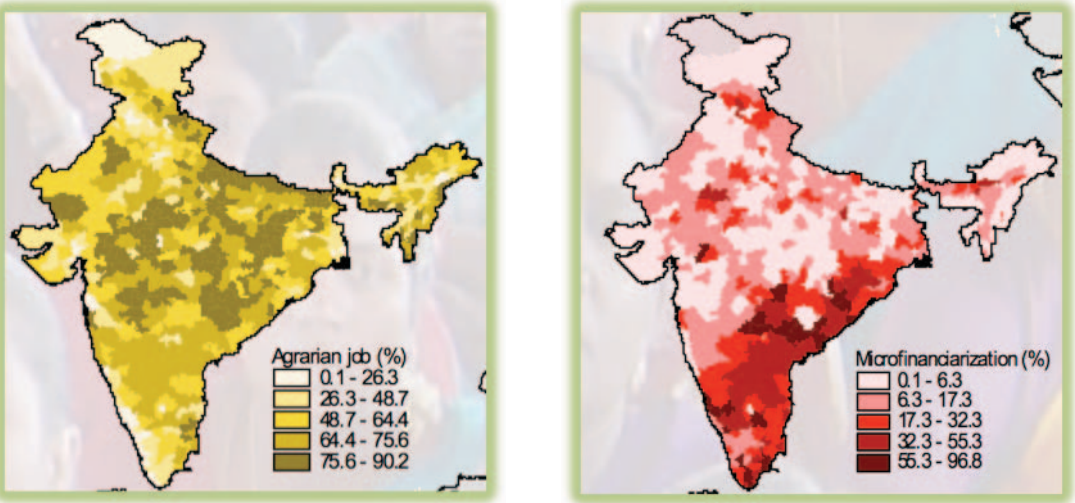 Agrarian job (%)
0.1 - 26.3
26.3 - 48.7
48.7 - 64.4
64.4 - 75.6
75.6 - 90.2
Microfinanciarization (%)
0.1 - 6.3
6.3 - 17.3
17.3 - 32.3
32.3 - 55.3
55.3 - 96.8